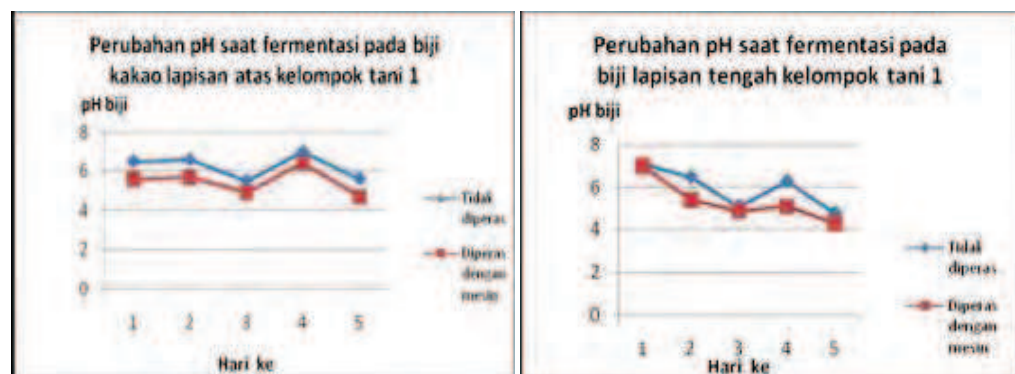 Perubahan pH saat fermentasi pada biji
kakao lapisan atas kelompok tani 1
pH biji
8
6
4
2
0
1 2 3 4 5
Hari ke
Tidak
diperas
Diperas
dengan
mesin
Perubahan pH saat fermentasi pada
biji lapisan tengah kelompok tani 1
pH biji
8
6
4
2
0
1 2 3 4 5
Hari ke
Tidak
diperas
Diperas
dengan
mesin